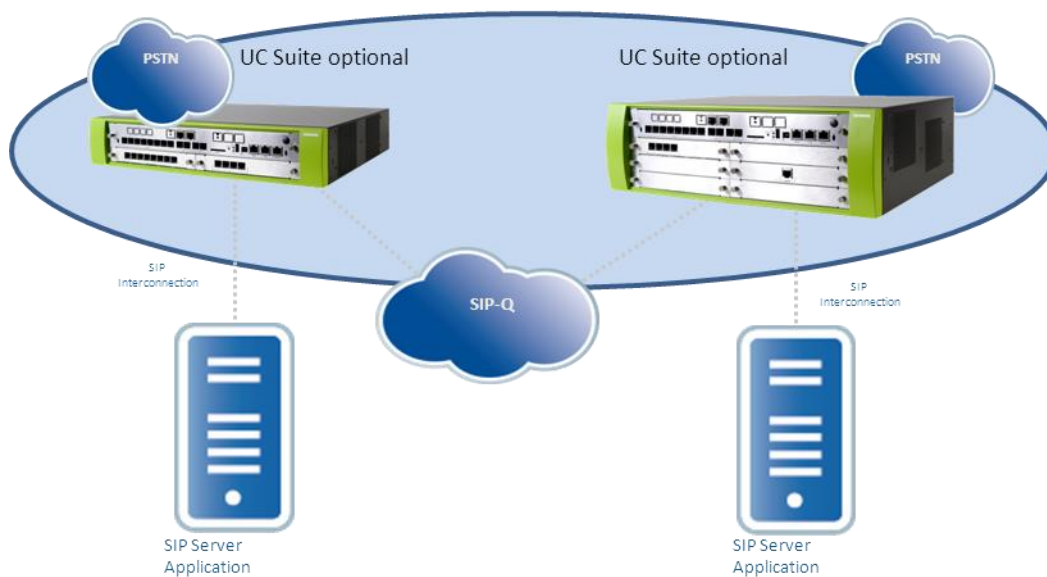 PSTN
UC Suite optional
UC Suite optional
PSTN
SIP
Interconnection
SIP-Q
SIP
Interconnection
SIP Server
Application
SIP Server
Application